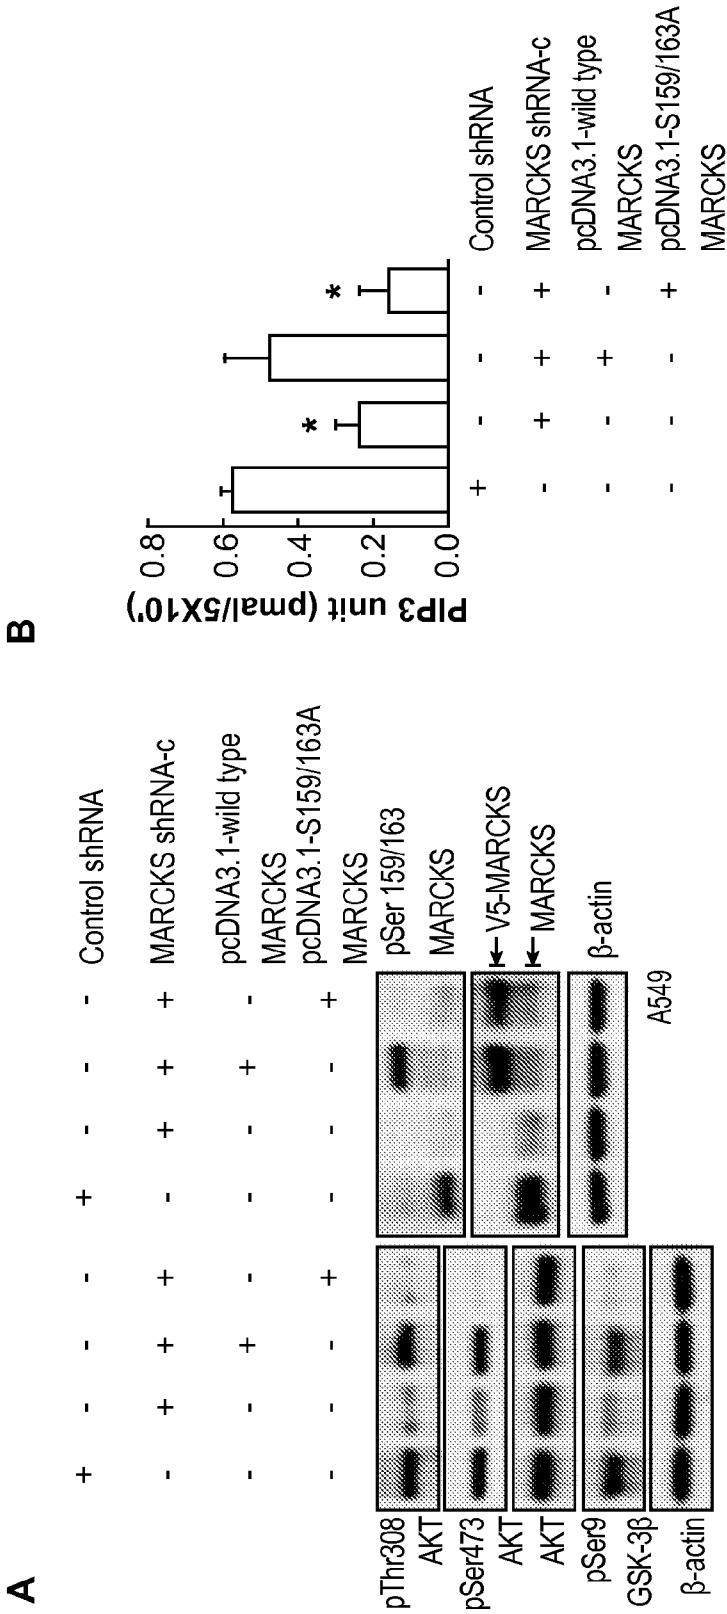 A
+ - - - + - - - Control shRNA
- + + + - + + + MARCKS shRNA-c
- - + - - - + - pcDNA3.1-wild type
MARCKS
- - - + - - - + pcDNA3.1-S159/163A
MARCKS
pThr308
AKT
pSer473
AKT
AKT
pSer9
GSK-3β
β-actin
pSer 159/163
MARCKS
V5-MARCKS
MARCKS
β-actin
A549
B
PIP3 unit (pmal/5X10')
0.8
0.6
0.4
0.2
0.0
* *
+ - - - Control shRNA
- + + + MARCKS shRNA-c
- - + - pcDNA3.1-wild type
MARCKS
- - - + pcDNA3.1-S159/163A
MARCKS